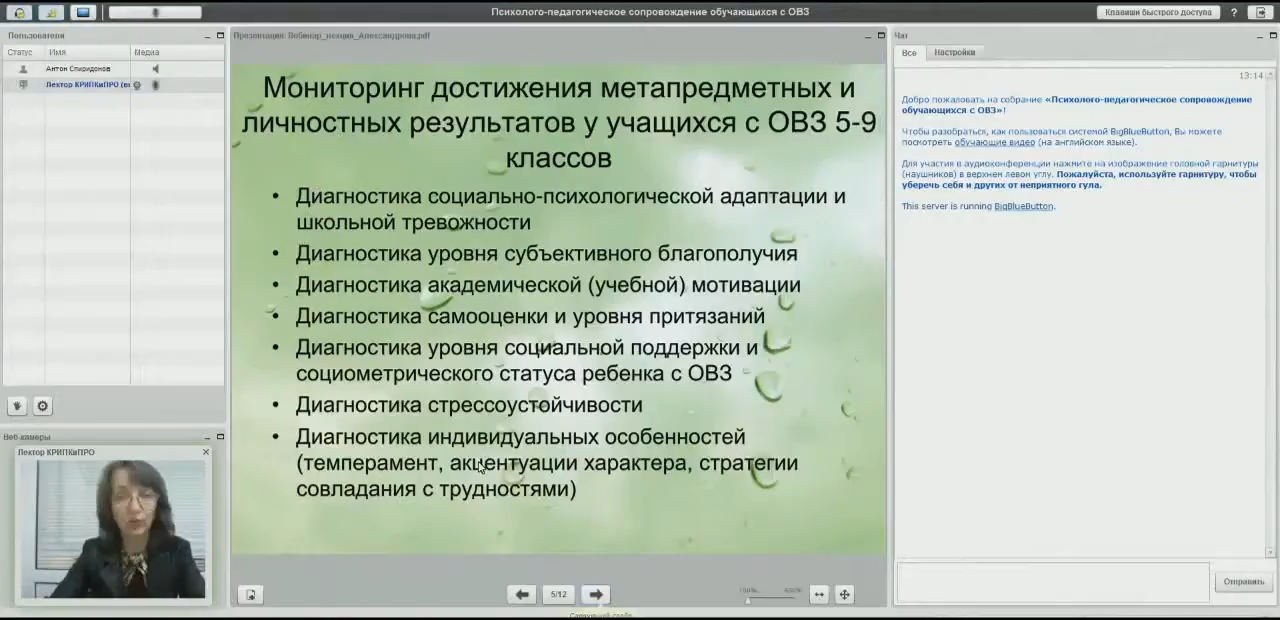 Психолого-педагогическое сопровождение обучающихся с ОВЗ
Клавиши быстрого доступа
?
Пользователи
Статус Имя Медиа
Антон Спиридонов
Лектор КРИПКиПРО
Веб-камеры
Лектор КРИПКиПРО
Презентация: Вебинар_лекция_Александрова.pdf
Мониторинг достижения метапредметных и
личностных результатов у учащихся с ОВЗ 5-9
классов
• Диагностика социально-психологической адаптации и
школьной тревожности
• Диагностика уровня субъективного благополучия
• Диагностика академической (учебной) мотивации
• Диагностика самооценки и уровня притязаний
• Диагностика уровня социальной поддержки и
социометрического статуса ребенка с ОВЗ
• Диагностика стрессоустойчивости
• Диагностика индивидуальных особенностей
(темперамент, акцентуации характера, стратегии
совладания с трудностями)
5/12
Чат
Все Настройки
13:14
Добро пожаловать на собрание «Психолого-педагогическое сопровождение
обучающихся с ОВЗ»!
Чтобы разобраться, как пользоваться системой BigBlueButton, Вы можете
посмотреть обучающие видео (на английском языке).
Для участия в аудиоконференции нажмите на изображение головной гарнитуры
(наушников) в верхнем левом углу. Пожалуйста, используйте гарнитуру, чтобы
уберечь себя и других от неприятного гула.
This server is running BigBlueButton.
Отправить